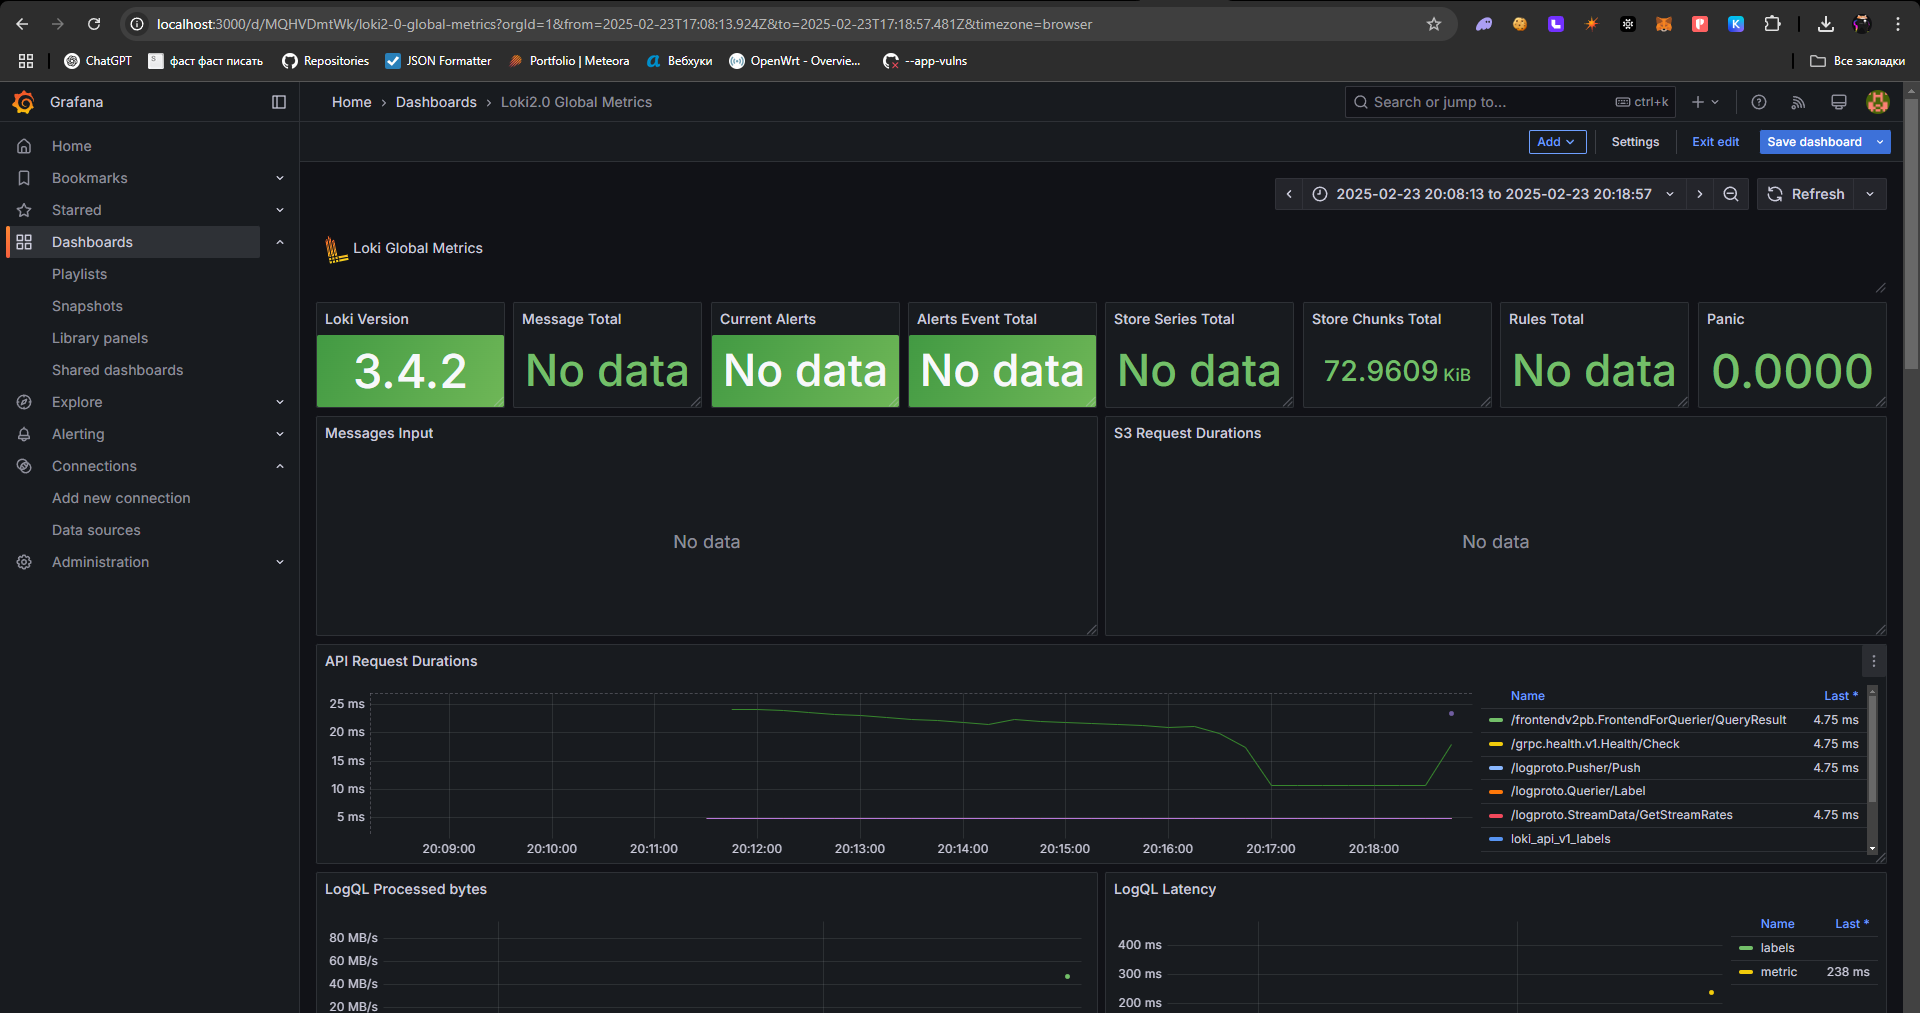 localhost:3000/d/MQHVDmtWk/loki2-0-global-metrics?orgId=1&from=2025-02-23T17:08:13.924Z&to=2025-02-23T17:18:57.481Z&timezone=browser
ChatGPT фаст фаст писать Repositories JSON Formatter Portfolio | Meteora Вебхуки OpenWrt - Overvie... --app-vulns Все закладки
Grafana
Home › Dashboards › Loki2.0 Global Metrics
Search or jump to... ctrl+k
Home
Bookmarks
Starred
Dashboards
Playlists
Snapshots
Library panels
Shared dashboards
Explore
Alerting
Connections
Add new connection
Data sources
Administration
Add Settings Exit edit Save dashboard
2025-02-23 20:08:13 to 2025-02-23 20:18:57 Refresh
Loki Global Metrics
Loki Version
3.4.2
Message Total
No data
Current Alerts
No data
Alerts Event Total
No data
Store Series Total
No data
Store Chunks Total
72.9609 KiB
Rules Total
No data
Panic
0.0000
Messages Input
No data
S3 Request Durations
No data
API Request Durations
25 ms
20 ms
15 ms
10 ms
5 ms
20:09:00 20:10:00 20:11:00 20:12:00 20:13:00 20:14:00 20:15:00 20:16:00 20:17:00 20:18:00
Name Last *
/frontendv2pb.FrontendForQuerier/QueryResult 4.75 ms
/grpc.health.v1.Health/Check 4.75 ms
/logproto.Pusher/Push 4.75 ms
/logproto.Querier/Label
/logproto.StreamData/GetStreamRates 4.75 ms
loki_api_v1_labels
LogQL Processed bytes
80 MB/s
60 MB/s
40 MB/s
20 MB/s
LogQL Latency
400 ms
300 ms
200 ms
Name Last *
labels
metric 238 ms